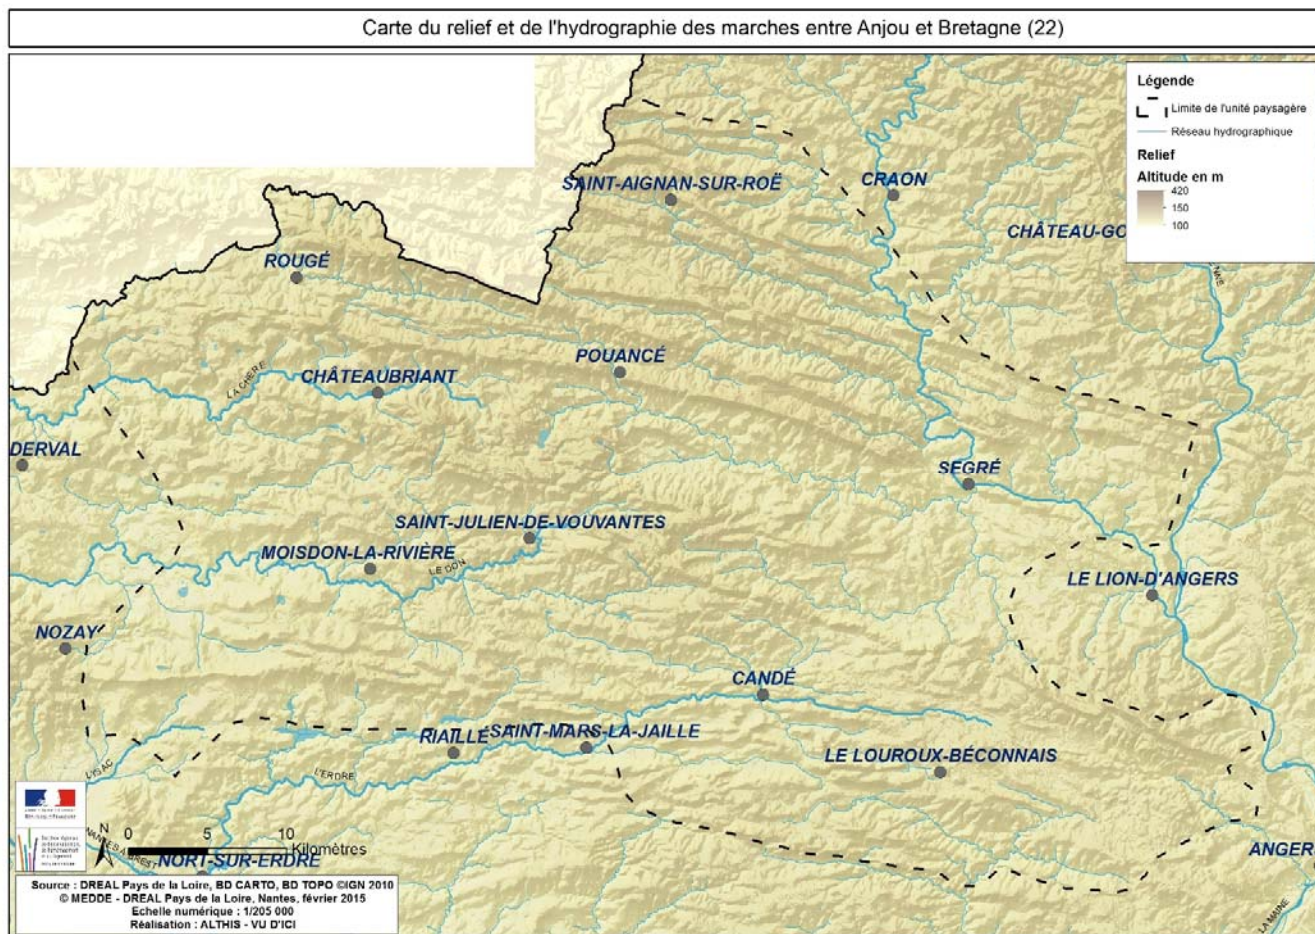 Carte du relief et de l'hydrographie des marches entre Anjou et Bretagne (22)
Légende
Limite de l'unité paysagère
Réseau hydrographique
Relief
Altitude en m
420
150
100
SAINT-AIGNAN-SUR-ROË
CRAON
CHÂTEAU-GO
ENNE
ROUGÉ
POUANCÉ
LA CHÈRE
CHÂTEAUBRIANT
DERVAL
SEGRÉ
SAINT-JULIEN-DE-VOUVANTES
MOISDON-LA-RIVIÈRE
LE DON
LE LION-D'ANGERS
NOZAY
CANDÉ
RIAILLÉ
SAINT-MARS-LA-JAILLE
LE LOUROUX-BÉCONNAIS
L'ISAC
L'ERDRE
N
0 5 10
Kilomètres
NANTES À BREST
NORT-SUR-ERDRE
ANGER
LA MAINE
Source : DREAL Pays de la Loire, BD CARTO, BD TOPO ©IGN 2010
© MEDDE - DREAL Pays de la Loire, Nantes, février 2015
Echelle numérique : 1/205 000
Réalisation : ALTHIS - VU D'ICI